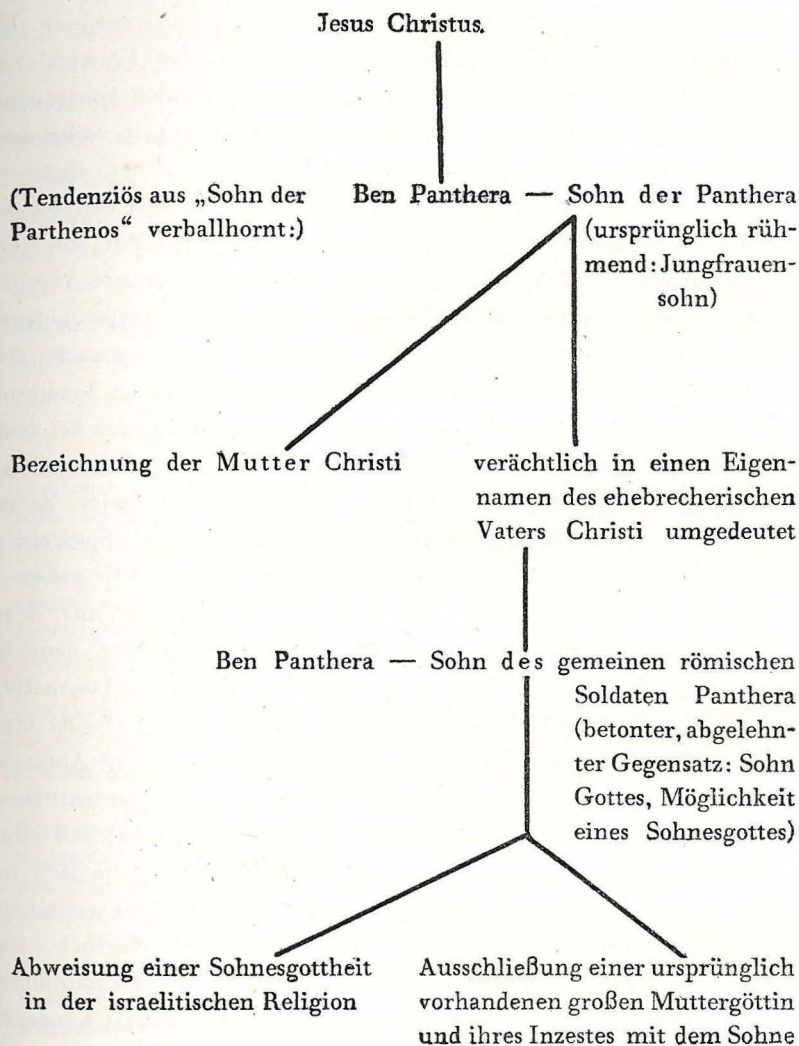 Jesus Christus.
(Tendenziös aus „Sohn der
Parthenos“ verballhornt:)
Ben Panthera — Sohn der Panthera
(ursprünglich rüh-
mend: Jungfrauen-
sohn)
Bezeichnung der Mutter Christi
verächtlich in einen Eigen-
namen des ehebrecherischen
Vaters Christi umgedeutet
Ben Panthera — Sohn des gemeinen römischen
Soldaten Panthera
(betonter, abgelehn-
ter Gegensatz: Sohn
Gottes, Möglichkeit
eines Sohnesgottes)
Abweisung einer Sohnesgottheit
in der israelitischen Religion
Ausschließung einer ursprünglich
vorhandenen großen Muttergöttin
und ihres Inzestes mit dem Sohne